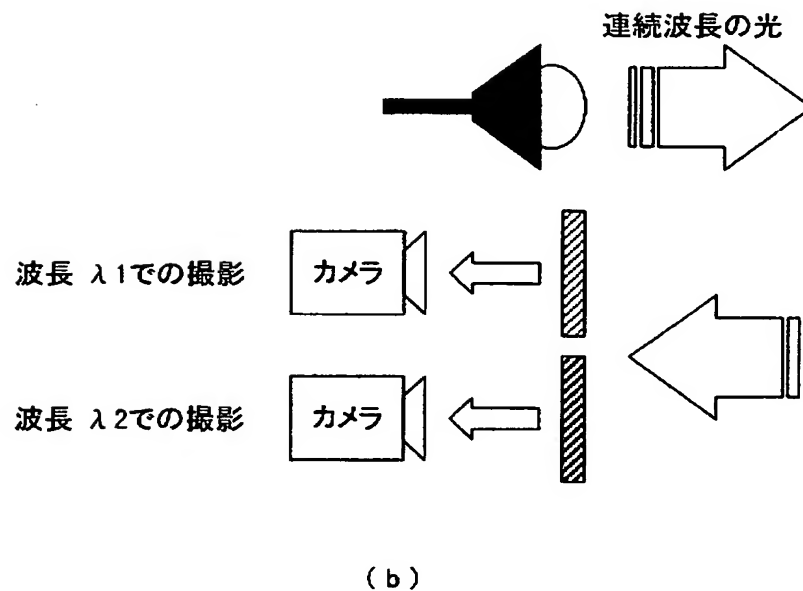 連続波長の光
波長 λ1での撮影
カメラ
波長 λ2での撮影
カメラ
(b)